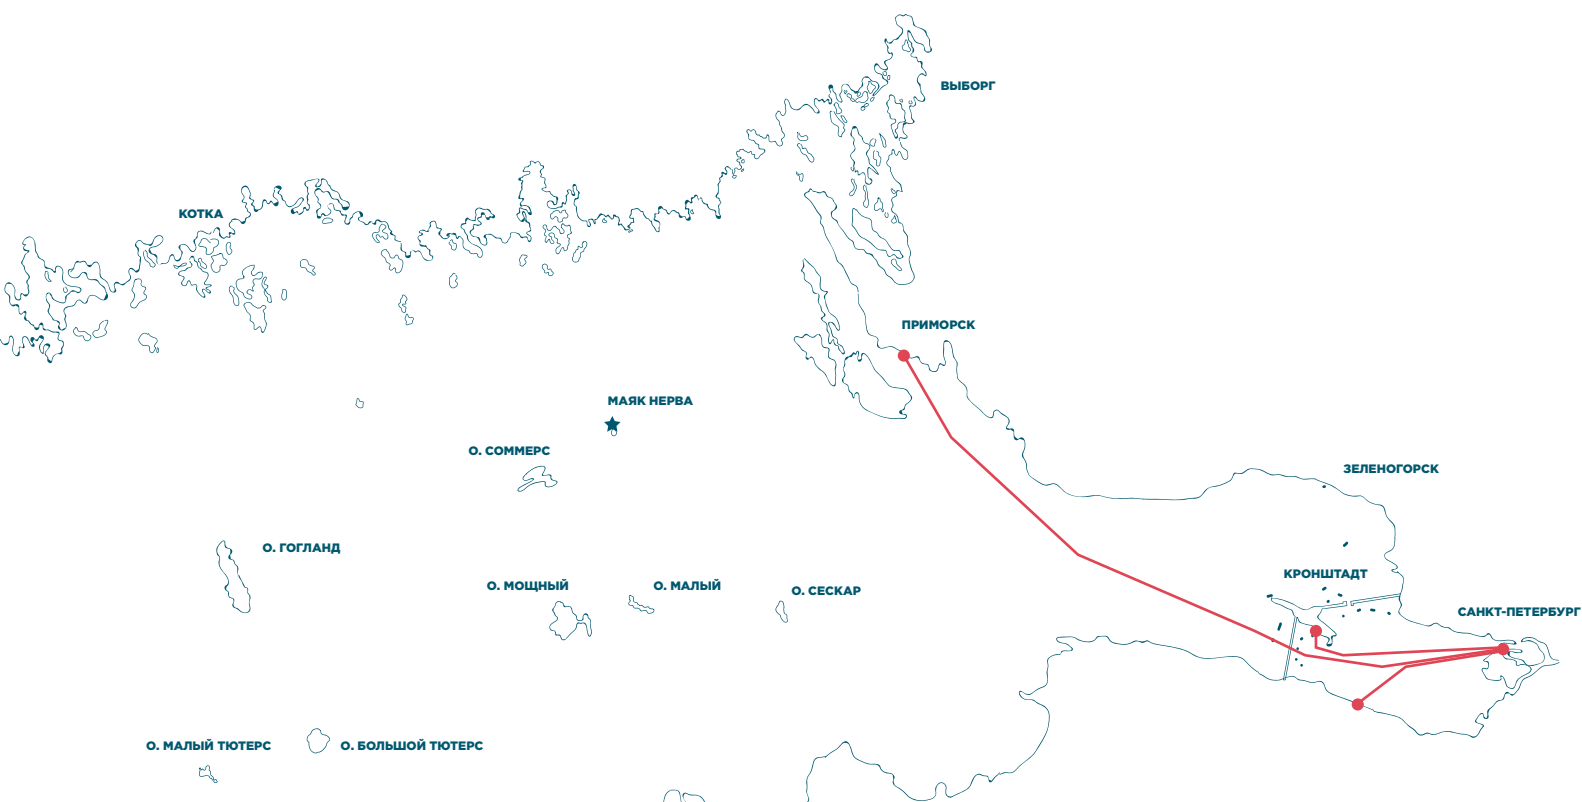 ВЫБОРГ
КОТКА
ПРИМОРСК
МАЯК НЕРВА
О. СОММЕРС
ЗЕЛЕНОГОРСК
О. ГОГЛАНД
КРОНШТАДТ
О. МОЩНЫЙ
О. МАЛЫЙ
О. СЕСКАР
САНКТ-ПЕТЕРБУРГ
О. МАЛЫЙ ТЮТЕРС
О. БОЛЬШОЙ ТЮТЕРС